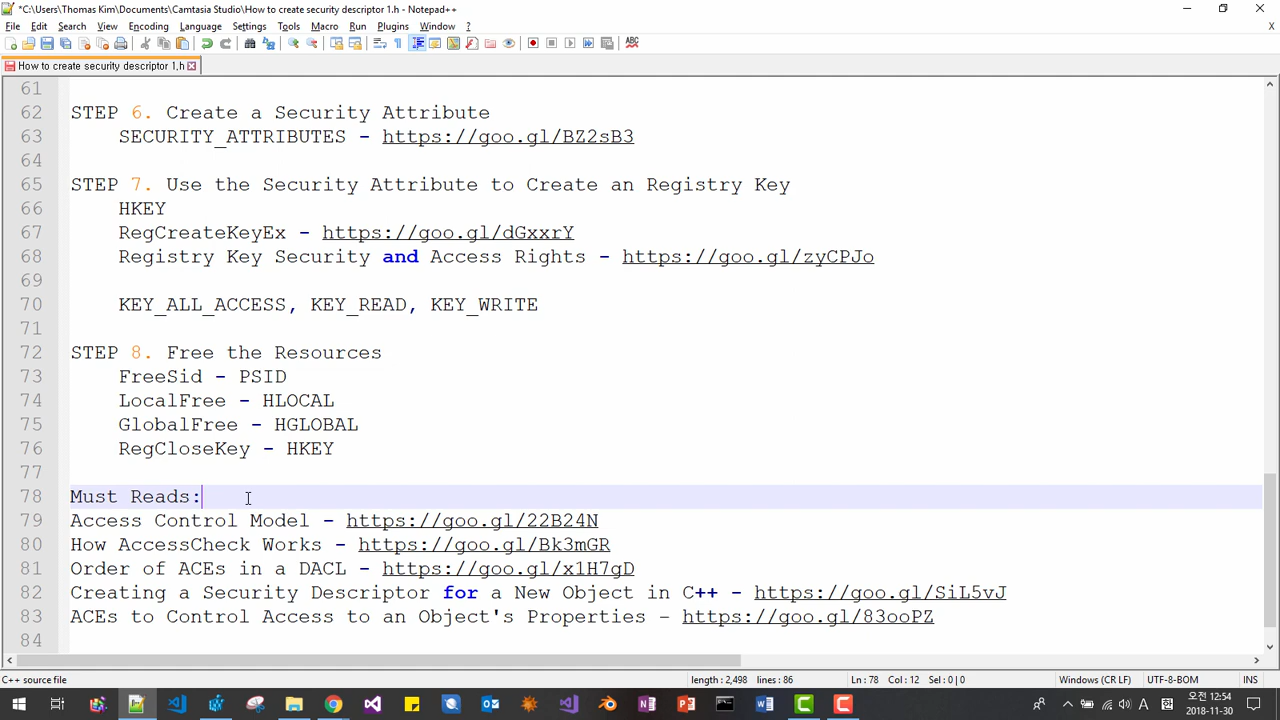 *C:\Users\Thomas Kim\Documents\Camtasia Studio\How to create security descriptor 1.h - Notepad++
File Edit Search View Encoding Language Settings Tools Macro Run Plugins Window ?
How to create security descriptor 1.h
61
62 STEP 6. Create a Security Attribute
63 SECURITY_ATTRIBUTES - https://goo.gl/BZ2sB3
64
65 STEP 7. Use the Security Attribute to Create an Registry Key
66 HKEY
67 RegCreateKeyEx - https://goo.gl/dGxxrY
68 Registry Key Security and Access Rights - https://goo.gl/zyCPJo
69
70 KEY_ALL_ACCESS, KEY_READ, KEY_WRITE
71
72 STEP 8. Free the Resources
73 FreeSid - PSID
74 LocalFree - HLOCAL
75 GlobalFree - HGLOBAL
76 RegCloseKey - HKEY
77
78 Must Reads:
79 Access Control Model - https://goo.gl/22B24N
80 How AccessCheck Works - https://goo.gl/Bk3mGR
81 Order of ACEs in a DACL - https://goo.gl/x1H7gD
82 Creating a Security Descriptor for a New Object in C++ - https://goo.gl/SiL5vJ
83 ACEs to Control Access to an Object's Properties – https://goo.gl/83ooPZ
84
C++ source file length : 2,498 lines : 86 Ln : 78 Col : 12 Sel : 0 | 0 Windows (CR LF) UTF-8-BOM INS
A 오전 12:54
2018-11-30